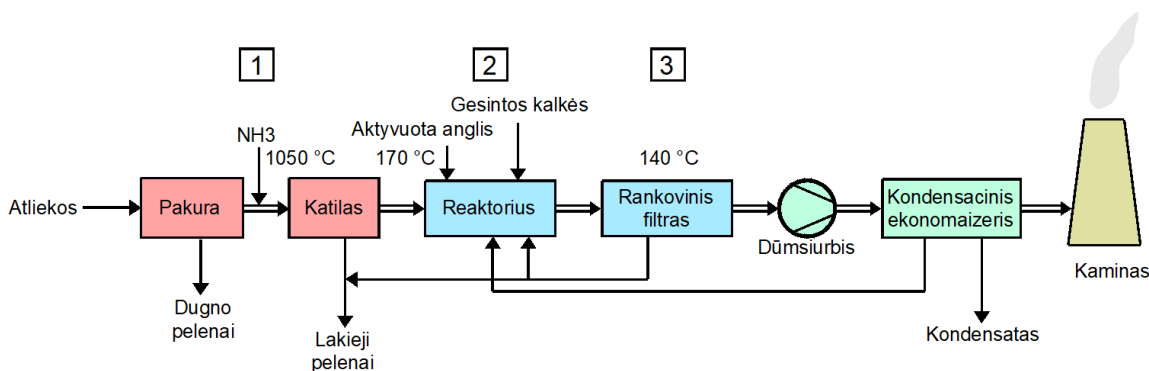 1
2
3
Gesintos kalkės
Aktyvuota anglis
NH3
1050 °C
170 °C
140 °C
Atliekos
Pakura
Katilas
Reaktorius
Rankovinis
filtras
Dūmsiurbis
Kondensacinis
ekonomaizeris
Kaminas
Dugno
pelenai
Lakieji
pelenai
Kondensatas